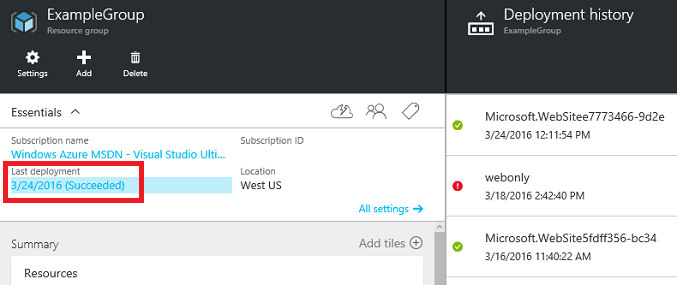 ExampleGroup
Resource group
Settings
Add
Delete
Essentials
Subscription name
Windows Azure MSDN - Visual Studio Ulti...
Subscription ID
Last deployment
3/24/2016 (Succeeded)
Location
West US
All settings →
Summary
Add tiles
Resources
Deployment history
ExampleGroup
Microsoft.WebSitee7773466-9d2e
3/24/2016 12:11:54 PM
webonly
3/18/2016 2:42:40 PM
Microsoft.WebSite5fdff356-bc34
3/16/2016 11:40:22 AM